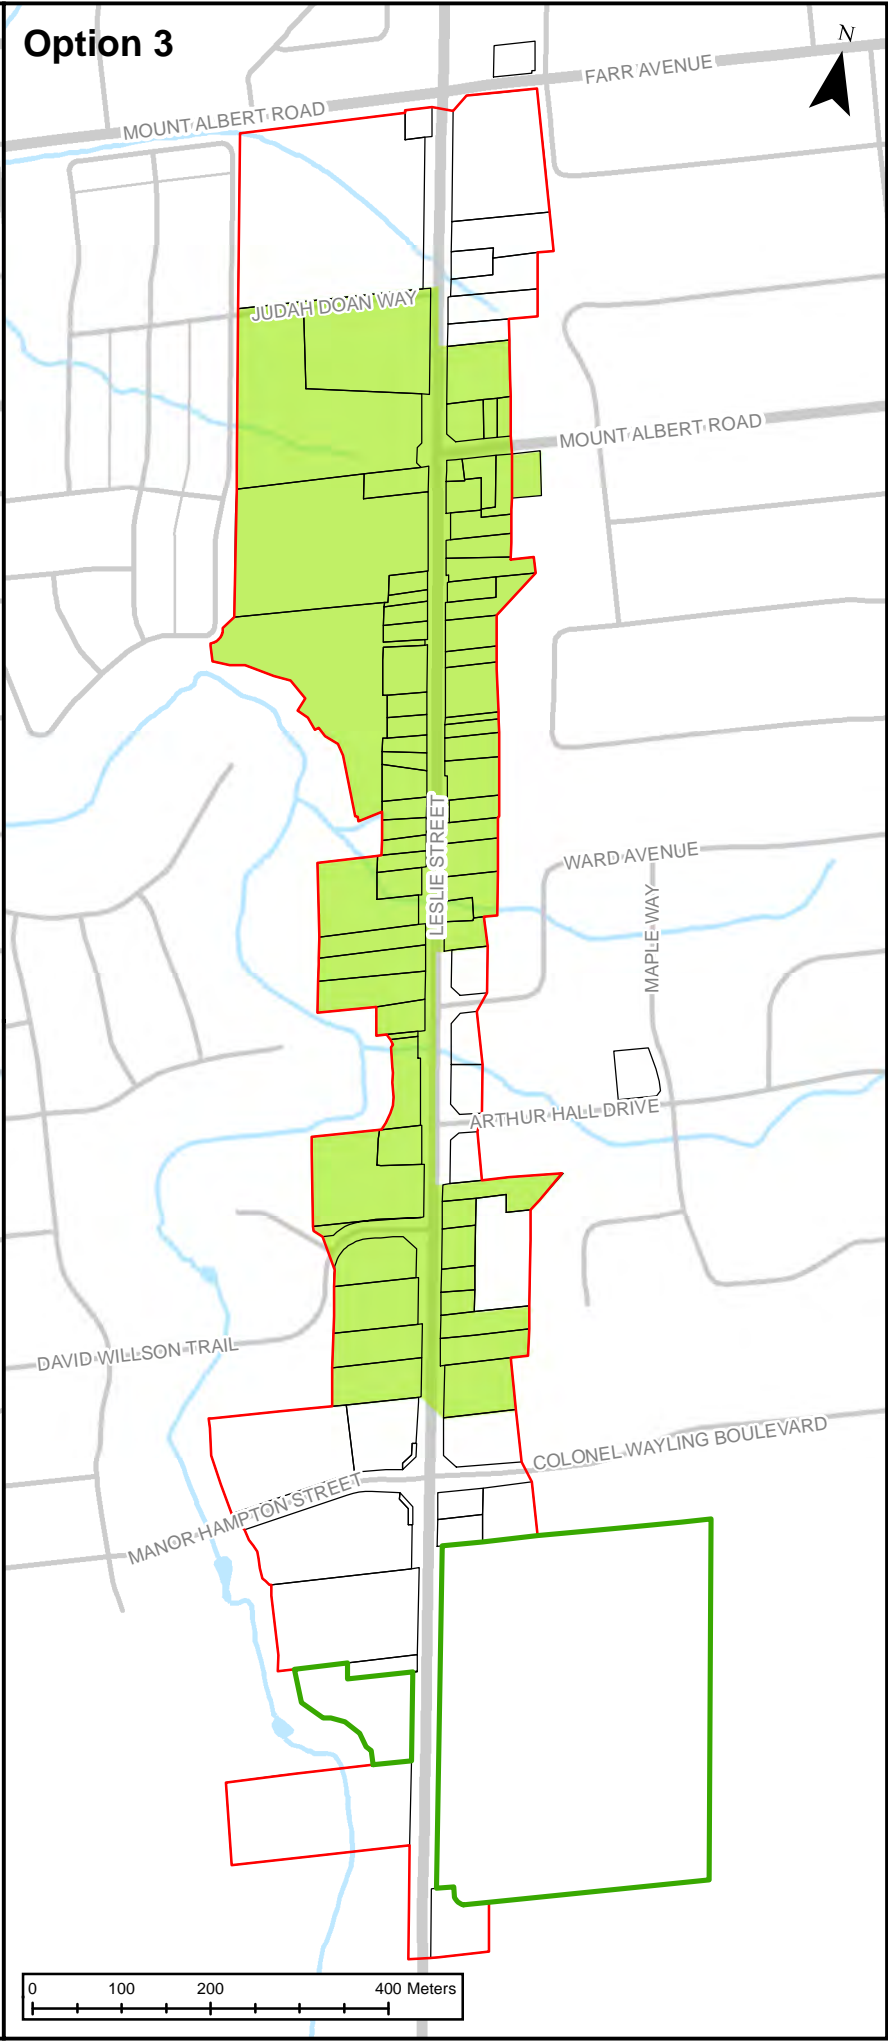 Option 3
N
FARR AVENUE
MOUNT ALBERT ROAD
JUDAH DOAN WAY
MOUNT ALBERT ROAD
LESLIE STREET
WARD AVENUE
MAPLE WAY
ARTHUR HALL DRIVE
DAVID WILLSON TRAIL
COLONEL WAYLING BOULEVARD
MANOR HAMPTON STREET
0 100 200 400 Meters